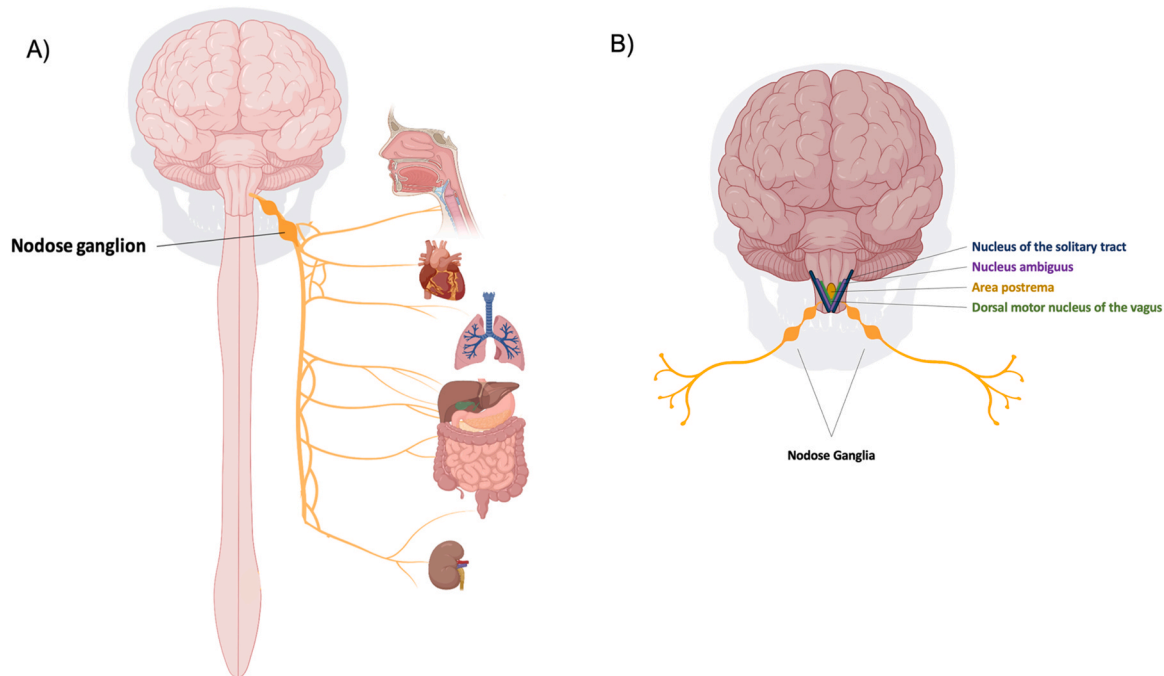 A)
Nodose ganglion
B)
Nucleus of the solitary tract
Nucleus ambiguus
Area postrema
Dorsal motor nucleus of the vagus
Nodose Ganglia